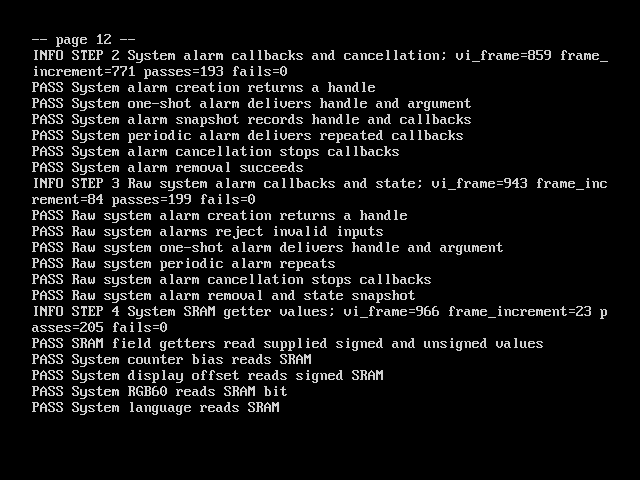 -- page 12 --
INFO STEP 2 System alarm callbacks and cancellation; vi_frame=859 frame_
increment=771 passes=193 fails=0
PASS System alarm creation returns a handle
PASS System one-shot alarm delivers handle and argument
PASS System alarm snapshot records handle and callbacks
PASS System periodic alarm delivers repeated callbacks
PASS System alarm cancellation stops callbacks
PASS System alarm removal succeeds
INFO STEP 3 Raw system alarm callbacks and state; vi_frame=943 frame_inc
rement=84 passes=199 fails=0
PASS Raw system alarm creation returns a handle
PASS Raw system alarms reject invalid inputs
PASS Raw system one-shot alarm delivers handle and argument
PASS Raw system periodic alarm repeats
PASS Raw system alarm cancellation stops callbacks
PASS Raw system alarm removal and state snapshot
INFO STEP 4 System SRAM getter values; vi_frame=966 frame_increment=23 p
asses=205 fails=0
PASS SRAM field getters read supplied signed and unsigned values
PASS System counter bias reads SRAM
PASS System display offset reads signed SRAM
PASS System RGB60 reads SRAM bit
PASS System language reads SRAM